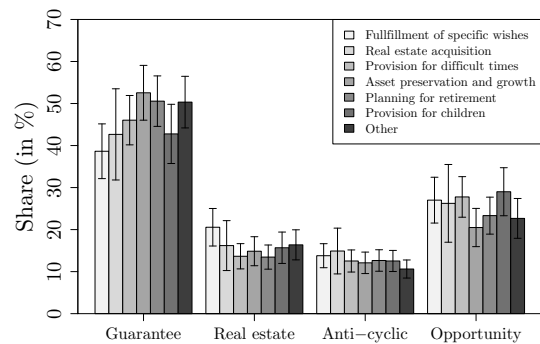 70
60
50
40
30
20
10
0
Share (in %)
Fullfillment of specific wishes
Real estate acquisition
Provision for difficult times
Asset preservation and growth
Planning for retirement
Provision for children
Other
Guarantee Real estate Anti−cyclic Opportunity